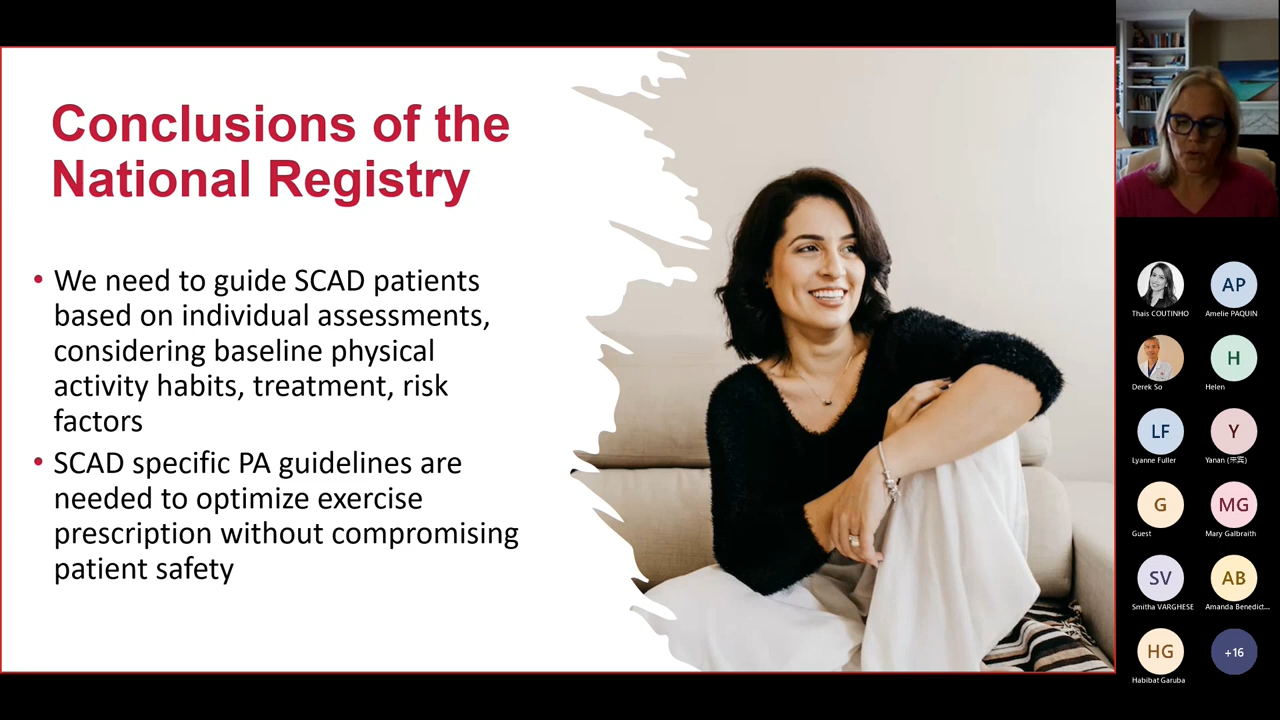 Conclusions of the
National Registry
• We need to guide SCAD patients
based on individual assessments,
considering baseline physical
activity habits, treatment, risk
factors
• SCAD specific PA guidelines are
needed to optimize exercise
prescription without compromising
patient safety
Thais COUTINHO
AP
Amelie PAQUIN
Derek So
H
Helen
LF
Lyanne Fuller
Y
Yanan
G
Guest
MG
Mary Galbraith
SV
Smitha VARGHESE
AB
Amanda Benedict...
HG
Habibat Garuba
+16